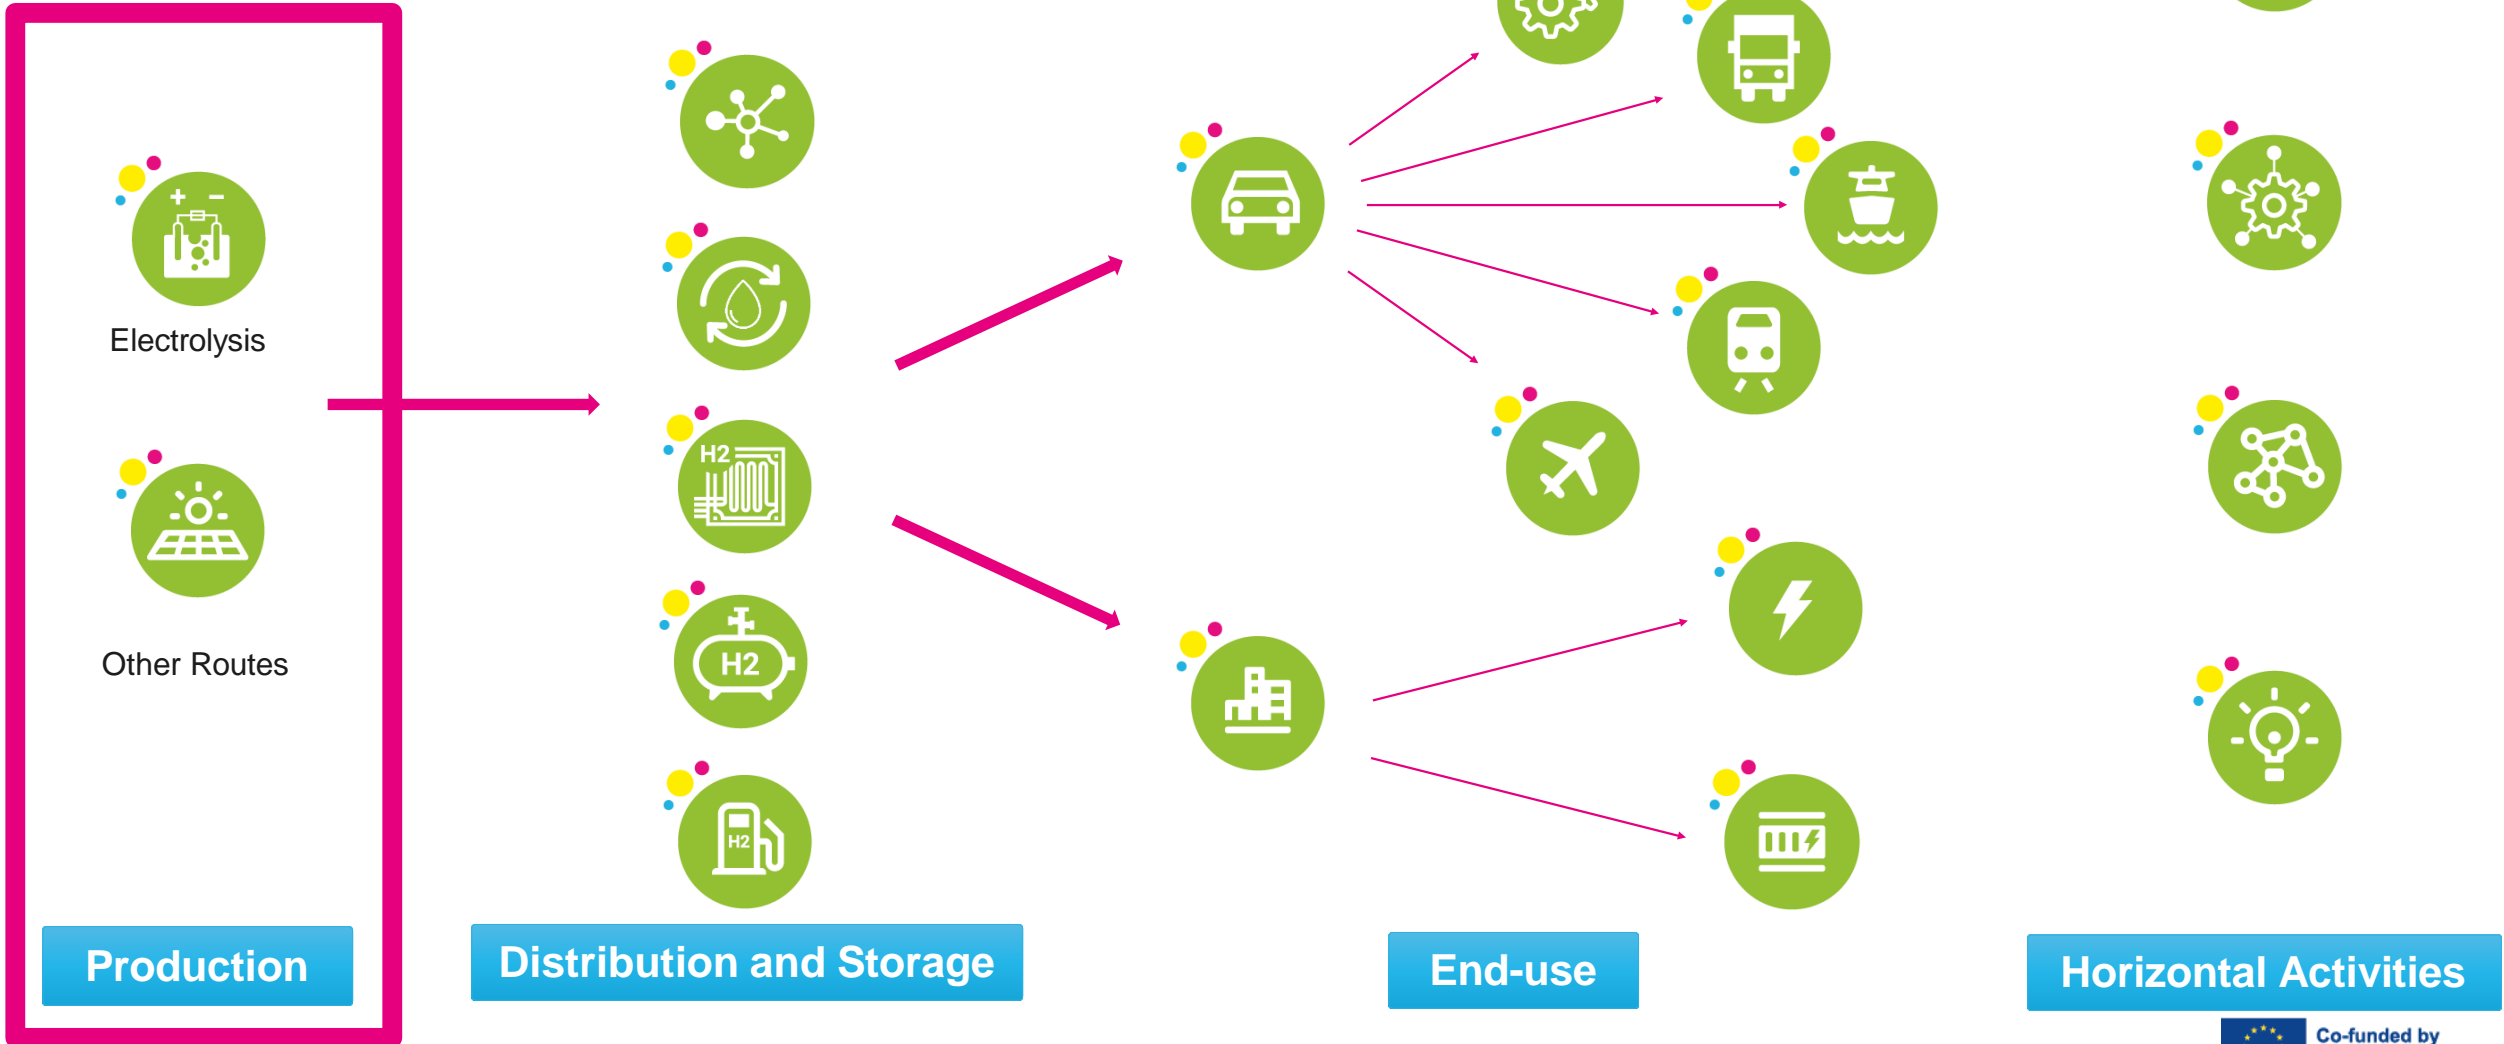 Electrolysis
Other Routes
H2
H2
H2
Production
Distribution and Storage
End-use
Horizontal Activities
Co-funded by